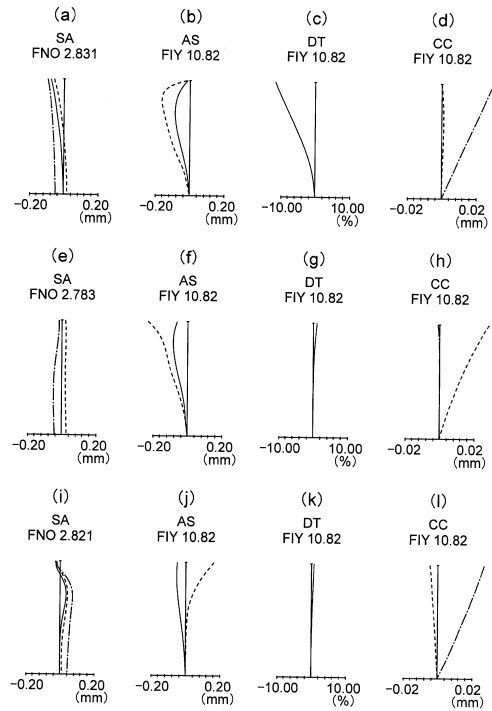 (a) (b) (c) (d)
SA AS DT CC
FNO 2.831 FIY 10.82 FIY 10.82 FIY 10.82
−0.20 0.20 −0.20 0.20 −10.00 10.00 −0.02 0.02
(mm) (mm) (%) (mm)
(e) (f) (g) (h)
SA AS DT CC
FNO 2.783 FIY 10.82 FIY 10.82 FIY 10.82
−0.20 0.20 −0.20 0.20 −10.00 10.00 −0.02 0.02
(mm) (mm) (%) (mm)
(i) (j) (k) (l)
SA AS DT CC
FNO 2.821 FIY 10.82 FIY 10.82 FIY 10.82
−0.20 0.20 −0.20 0.20 −10.00 10.00 −0.02 0.02
(mm) (mm) (%) (mm)